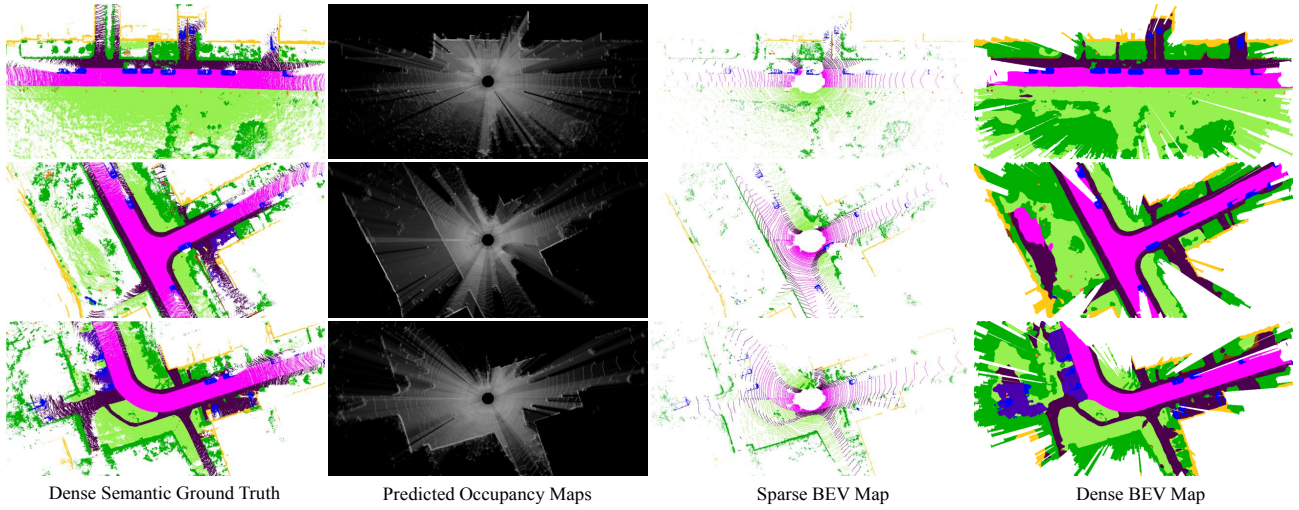 Dense Semantic Ground Truth
Predicted Occupancy Maps
Sparse BEV Map
Dense BEV Map